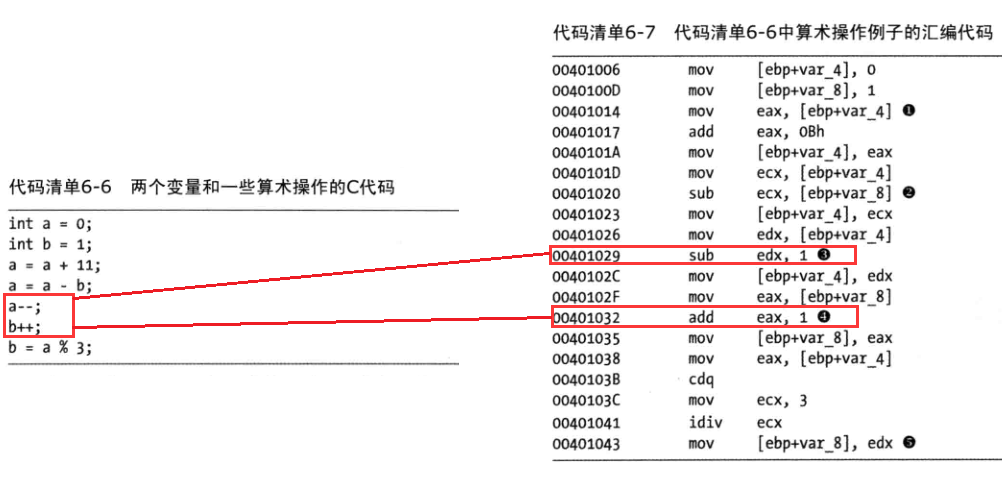 代码清单6-6 两个变量和一些算术操作的C代码
int a = 0;
int b = 1;
a = a + 11;
a = a - b;
a--;
b++;
b = a % 3;
代码清单6-7 代码清单6-6中算术操作例子的汇编代码
00401006 mov [ebp+var_4], 0
0040100D mov [ebp+var_8], 1
00401014 mov eax, [ebp+var_4] ❶
00401017 add eax, 0Bh
0040101A mov [ebp+var_4], eax
0040101D mov ecx, [ebp+var_4]
00401020 sub ecx, [ebp+var_8] ❷
00401023 mov [ebp+var_4], ecx
00401026 mov edx, [ebp+var_4]
00401029 sub edx, 1 ❸
0040102C mov [ebp+var_4], edx
0040102F mov eax, [ebp+var_8]
00401032 add eax, 1 ❹
00401035 mov [ebp+var_8], eax
00401038 mov eax, [ebp+var_4]
0040103B cdq
0040103C mov ecx, 3
00401041 idiv ecx
00401043 mov [ebp+var_8], edx ❺